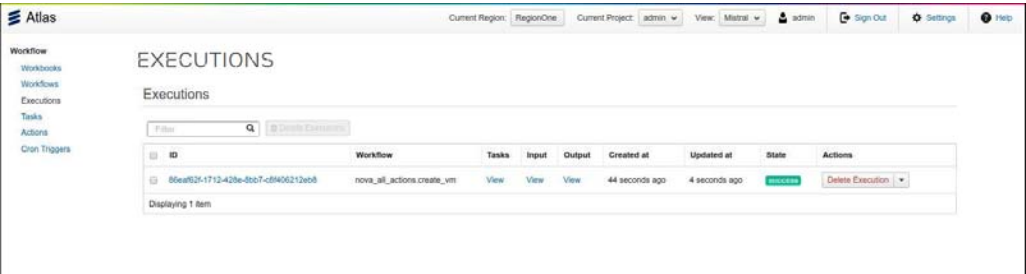 Atlas
Current Region: RegionOne Current Project: admin View: Mistral admin Sign Out Settings Help
Workflow
Workbooks
Workflows
Executions
Tasks
Actions
Cron Triggers
EXECUTIONS
Executions
Filter Delete Executions
ID Workflow Tasks Input Output Created at Updated at State Actions
86eaf62f-1712-428e-8bb7-c8f406212eb8 nova_all_actions.create_vm View View View 44 seconds ago 4 seconds ago SUCCESS Delete Execution
Displaying 1 item